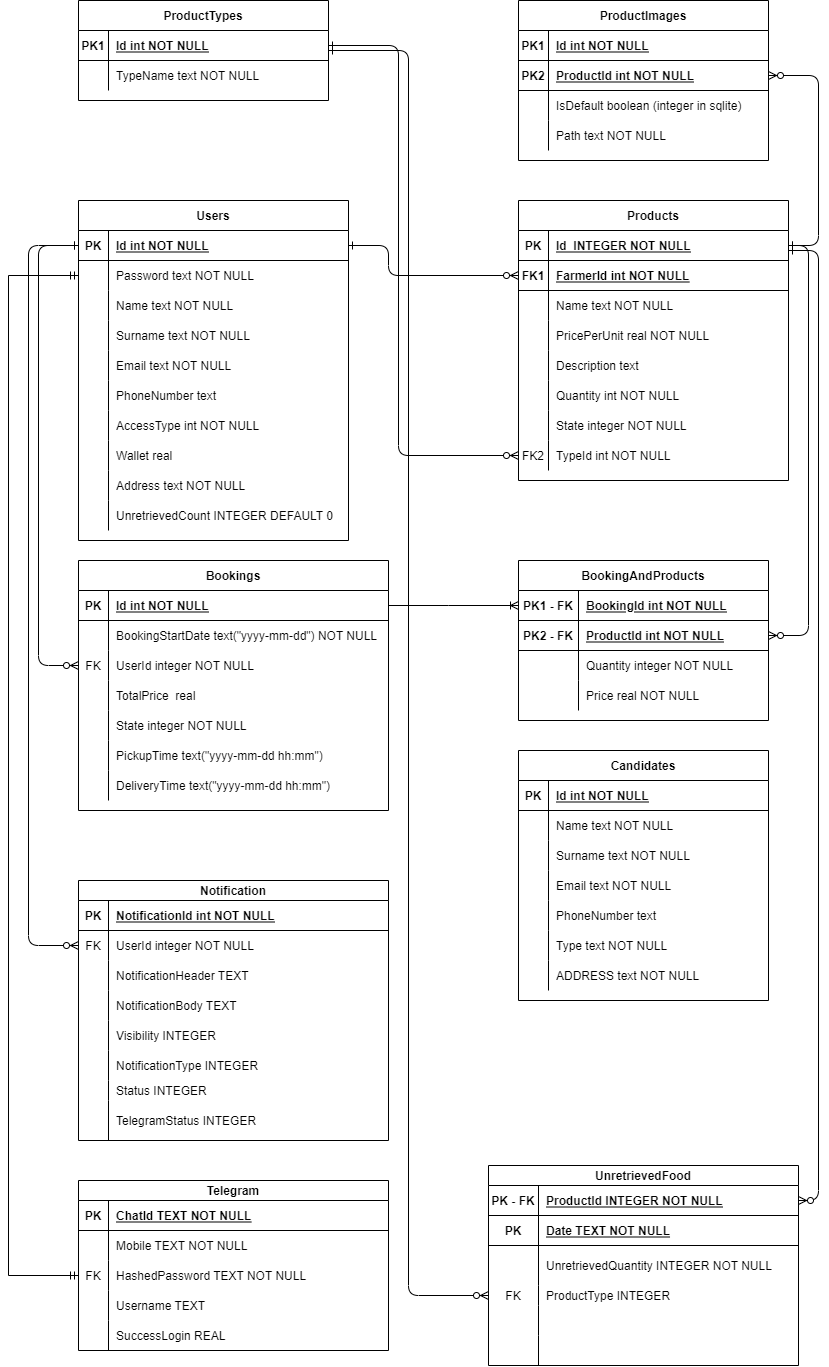 ProductTypes
PK1 Id int NOT NULL
TypeName text NOT NULL
ProductImages
PK1 Id int NOT NULL
PK2 ProductId int NOT NULL
IsDefault boolean (integer in sqlite)
Path text NOT NULL
Users
PK Id int NOT NULL
Password text NOT NULL
Name text NOT NULL
Surname text NOT NULL
Email text NOT NULL
PhoneNumber text
AccessType int NOT NULL
Wallet real
Address text NOT NULL
UnretrievedCount INTEGER DEFAULT 0
Products
PK Id INTEGER NOT NULL
FK1 FarmerId int NOT NULL
Name text NOT NULL
PricePerUnit real NOT NULL
Description text
Quantity int NOT NULL
State integer NOT NULL
FK2 TypeId int NOT NULL
Bookings
PK Id int NOT NULL
BookingStartDate text("yyyy-mm-dd") NOT NULL
FK UserId integer NOT NULL
TotalPrice real
State integer NOT NULL
PickupTime text("yyyy-mm-dd hh:mm")
DeliveryTime text("yyyy-mm-dd hh:mm")
BookingAndProducts
PK1 - FK BookingId int NOT NULL
PK2 - FK ProductId int NOT NULL
Quantity integer NOT NULL
Price real NOT NULL
Candidates
PK Id int NOT NULL
Name text NOT NULL
Surname text NOT NULL
Email text NOT NULL
PhoneNumber text
Type text NOT NULL
ADDRESS text NOT NULL
Notification
PK NotificationId int NOT NULL
FK UserId integer NOT NULL
NotificationHeader TEXT
NotificationBody TEXT
Visibility INTEGER
NotificationType INTEGER
Status INTEGER
TelegramStatus INTEGER
Telegram
PK ChatId TEXT NOT NULL
Mobile TEXT NOT NULL
FK HashedPassword TEXT NOT NULL
Username TEXT
SuccessLogin REAL
UnretrievedFood
PK - FK ProductId INTEGER NOT NULL
PK Date TEXT NOT NULL
UnretrievedQuantity INTEGER NOT NULL
FK ProductType INTEGER